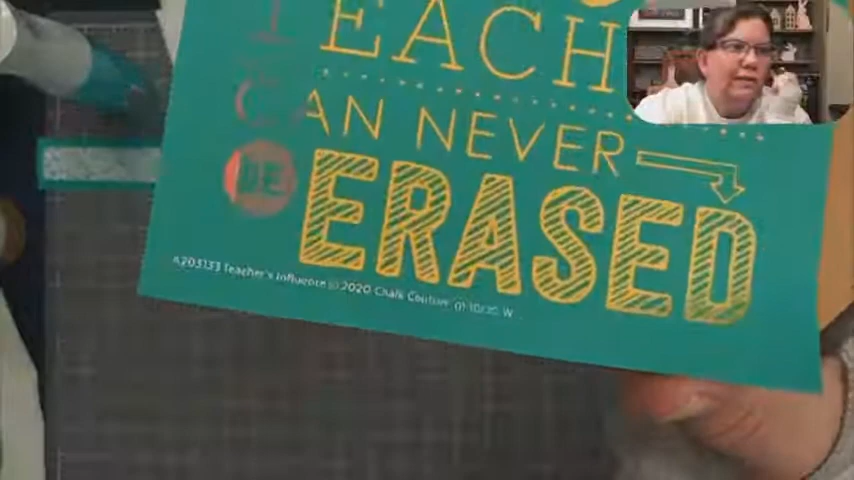 EACH
AN NEVER
BE ERASED
A203133 Teacher's Influence © 2020 Chalk Couture 01/10/20 W